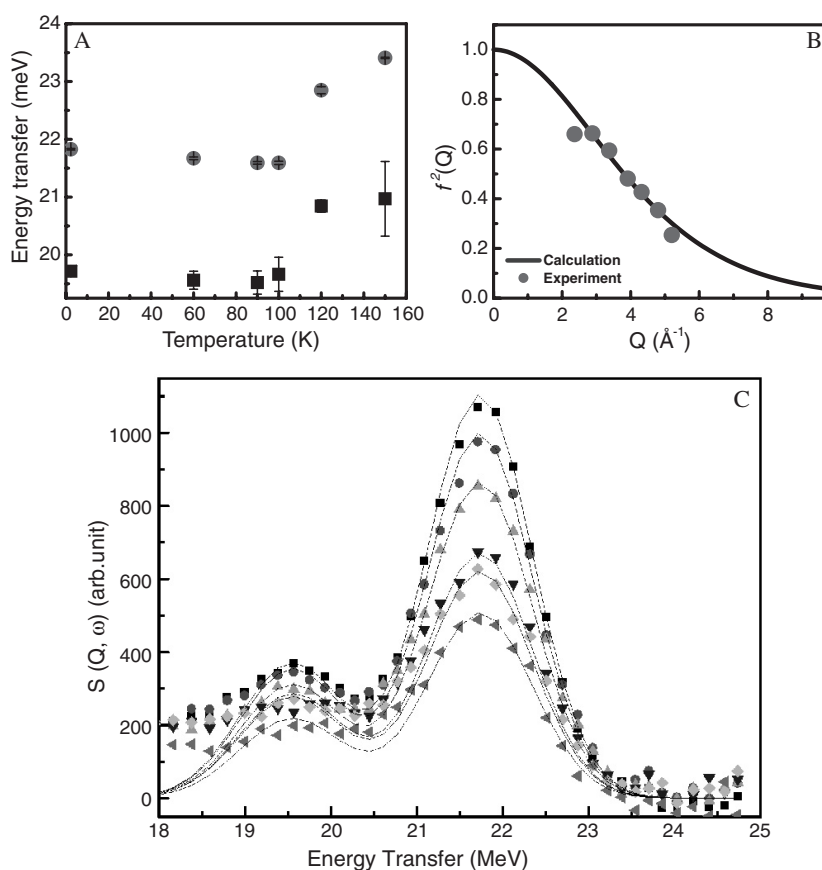 A
Energy transfer (meV)
24
23
22
21
20
0 20 40 60 80 100 120 140 160
Temperature (K)
B
f²(Q)
1.0
0.8
0.6
0.4
0.2
0.0
Calculation
Experiment
0 2 4 6 8
Q (Å⁻¹)
C
S (Q, ω) (arb.unit)
1000
800
600
400
200
0
18 19 20 21 22 23 24 25
Energy Transfer (MeV)